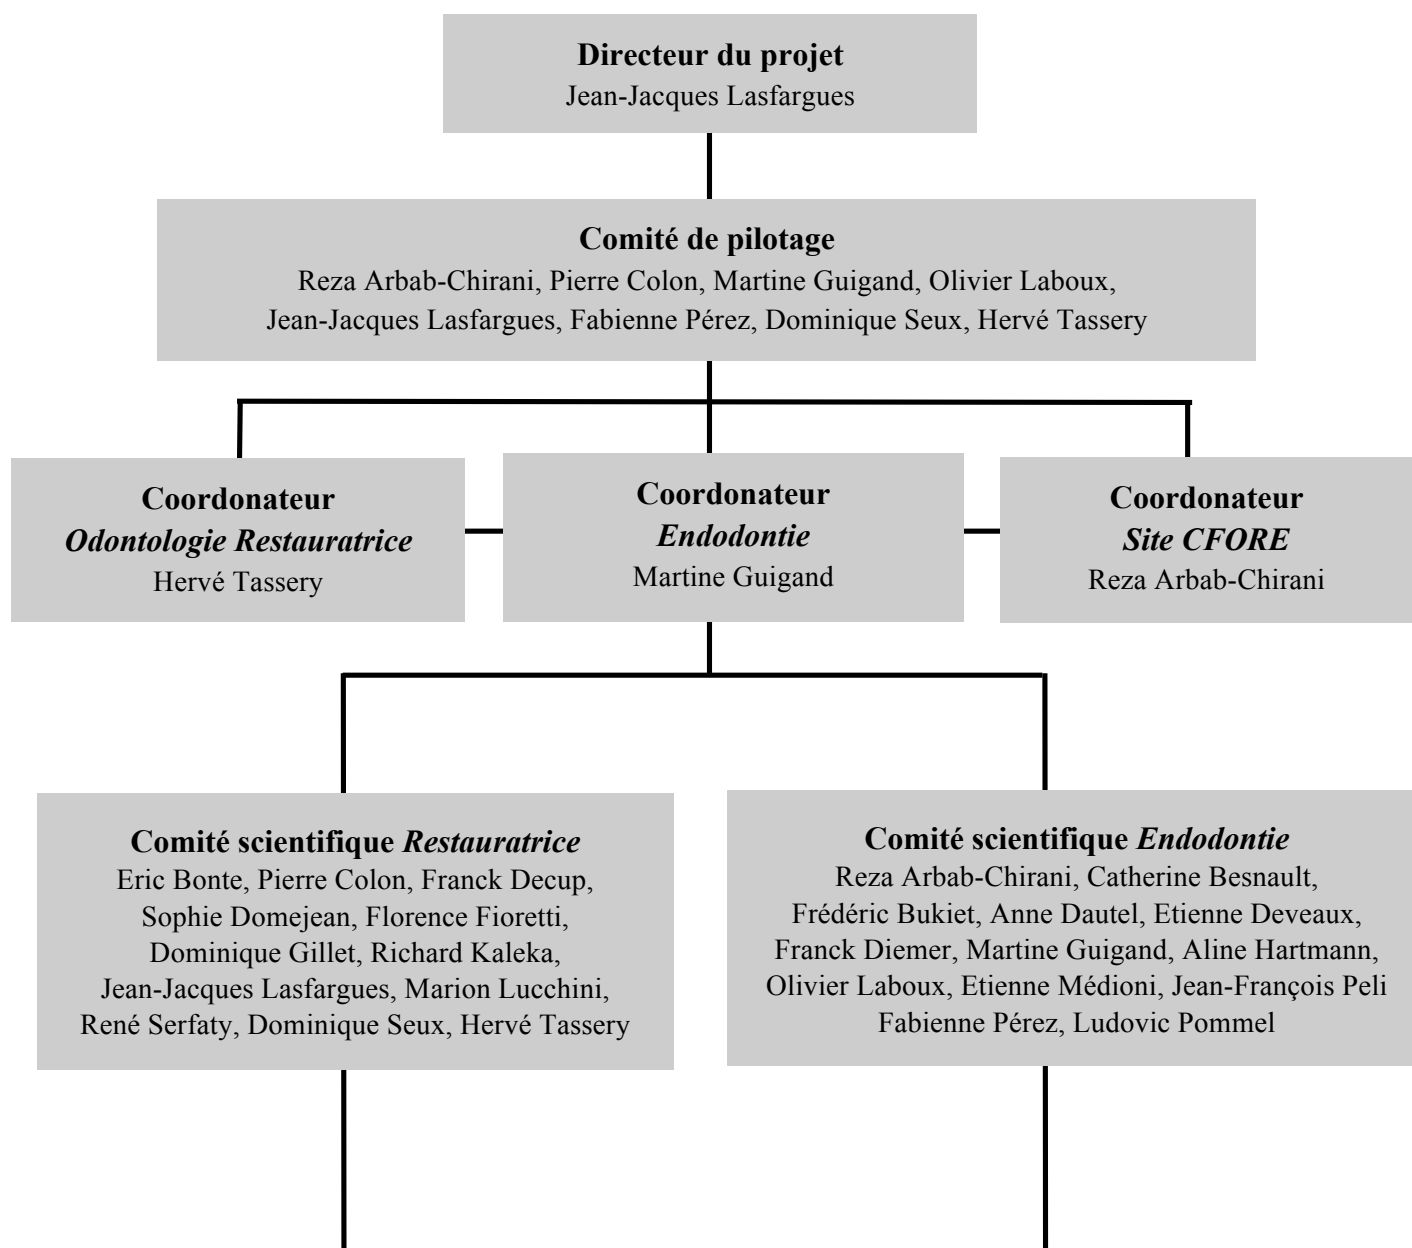 Directeur du projet
Jean-Jacques Lasfargues
Comité de pilotage
Reza Arbab-Chirani, Pierre Colon, Martine Guigand, Olivier Laboux,
Jean-Jacques Lasfargues, Fabienne Pérez, Dominique Seux, Hervé Tassery
Coordonateur
Odontologie Restauratrice
Hervé Tassery
Coordonateur
Endodontie
Martine Guigand
Coordonateur
Site CFORE
Reza Arbab-Chirani
Comité scientifique Restauratrice
Eric Bonte, Pierre Colon, Franck Decup,
Sophie Domejean, Florence Fioretti,
Dominique Gillet, Richard Kaleka,
Jean-Jacques Lasfargues, Marion Lucchini,
René Serfaty, Dominique Seux, Hervé Tassery
Comité scientifique Endodontie
Reza Arbab-Chirani, Catherine Besnault,
Frédéric Bukiet, Anne Dautel, Etienne Deveaux,
Franck Diemer, Martine Guigand, Aline Hartmann,
Olivier Laboux, Etienne Médioni, Jean-François Peli
Fabienne Pérez, Ludovic Pommel